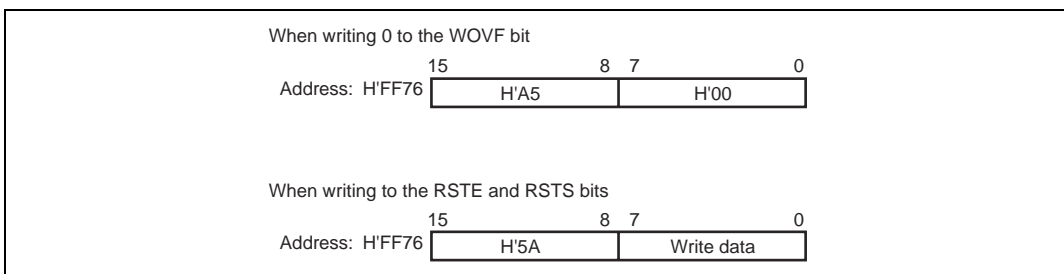 When writing 0 to the WOVF bit
15 8 7 0
Address: H'FF76 H'A5 H'00
When writing to the RSTE and RSTS bits
15 8 7 0
Address: H'FF76 H'5A Write data